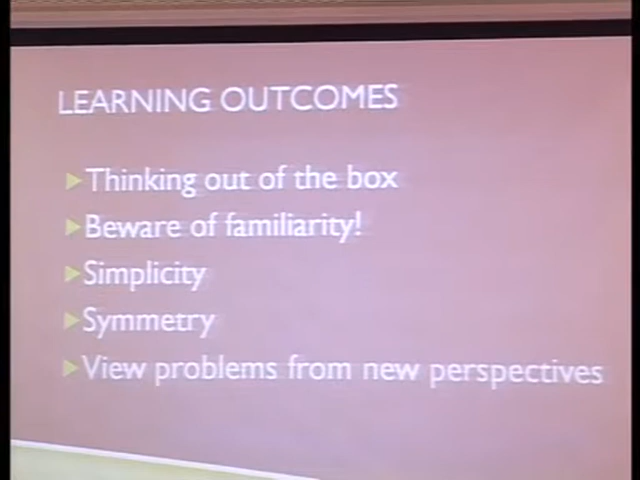 LEARNING OUTCOMES
Thinking out of the box
Beware of familiarity!
Simplicity
Symmetry
View problems from new perspectives